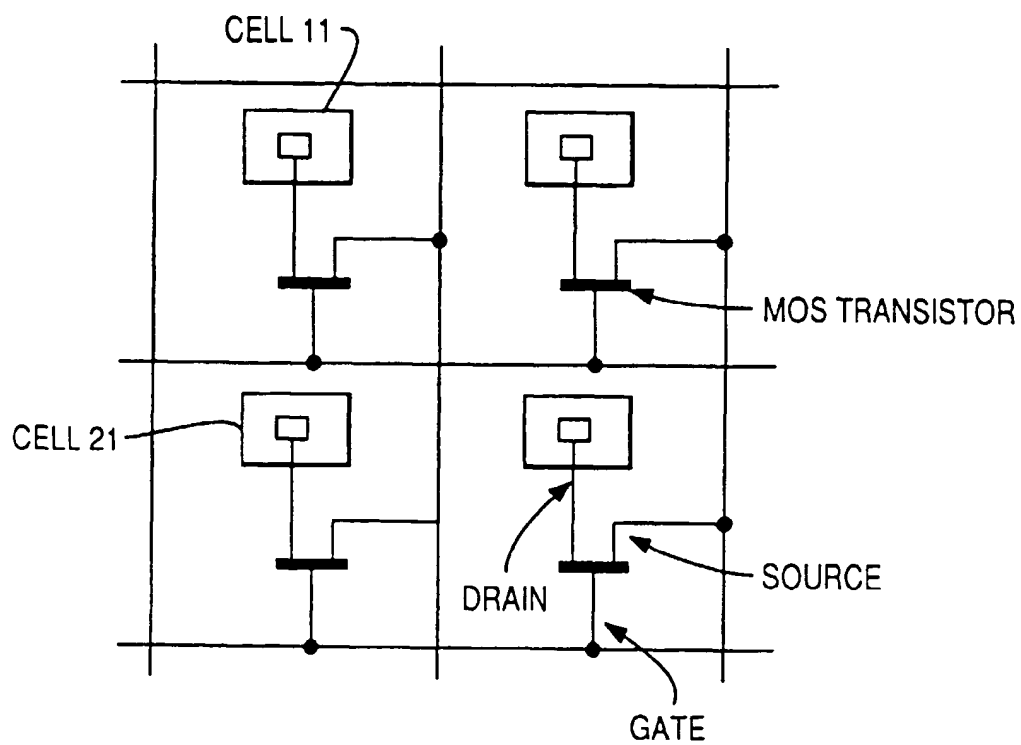 CELL 11
MOS TRANSISTOR
CELL 21
DRAIN
SOURCE
GATE